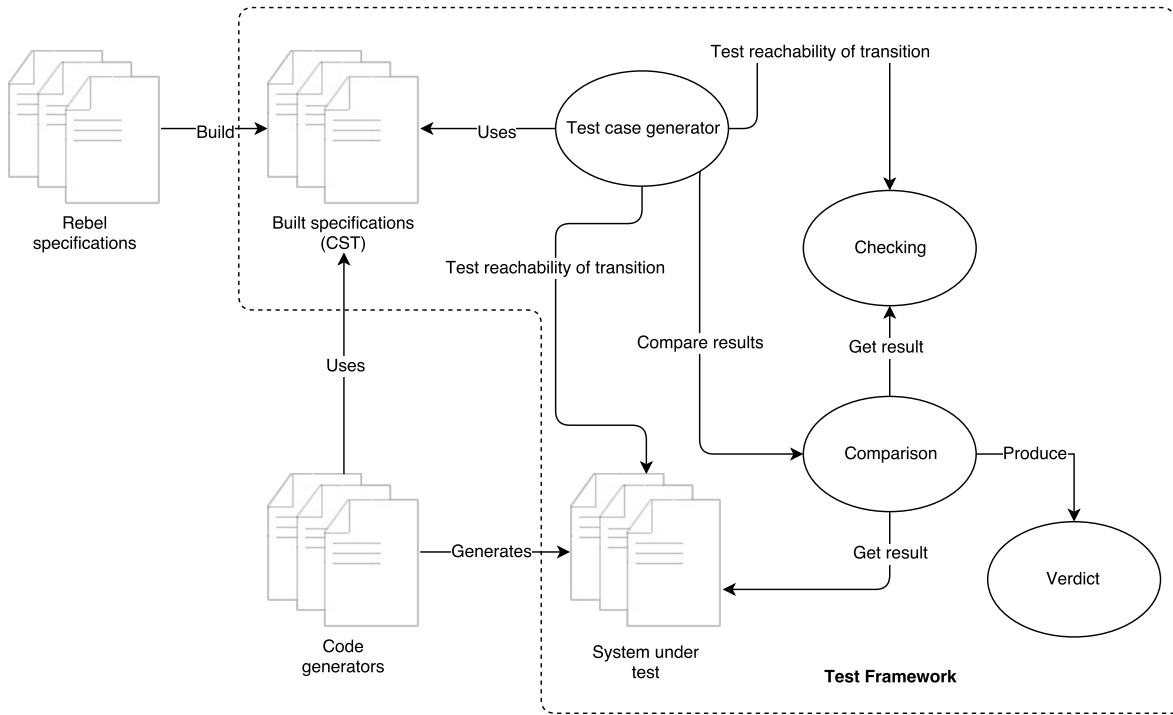 Test reachability of transition
Build
Uses
Test case generator
Rebel
specifications
Built specifications
(CST)
Checking
Test reachability of transition
Compare results
Get result
Uses
Comparison
Produce
Generates
Get result
Verdict
Code
generators
System under
test
Test Framework